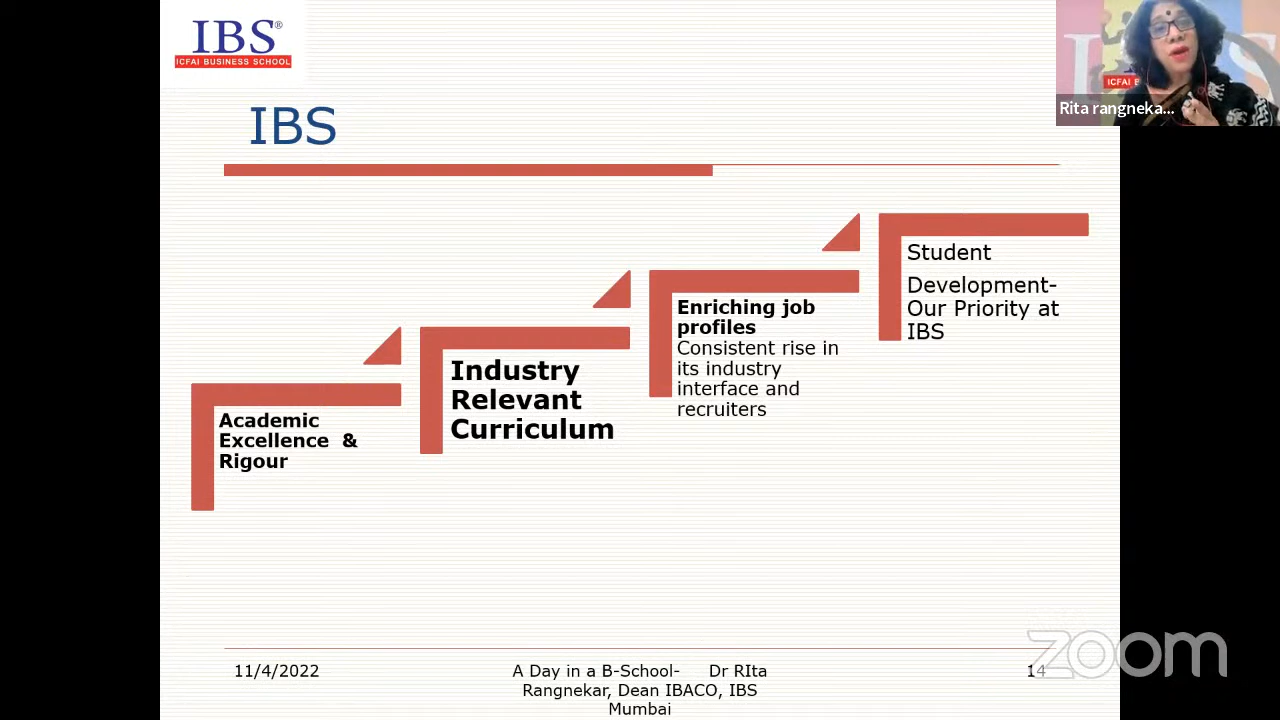 IBS®
ICFAI BUSINESS SCHOOL
IBS
Academic
Excellence &
Rigour
Industry
Relevant
Curriculum
Enriching job
profiles
Consistent rise in
its industry
interface and
recruiters
Student
Development-
Our Priority at
IBS
11/4/2022
A Day in a B-School- Dr RIta
Rangnekar, Dean IBACO, IBS
Mumbai
14
zoom
ICFAI B
Rita rangneka...